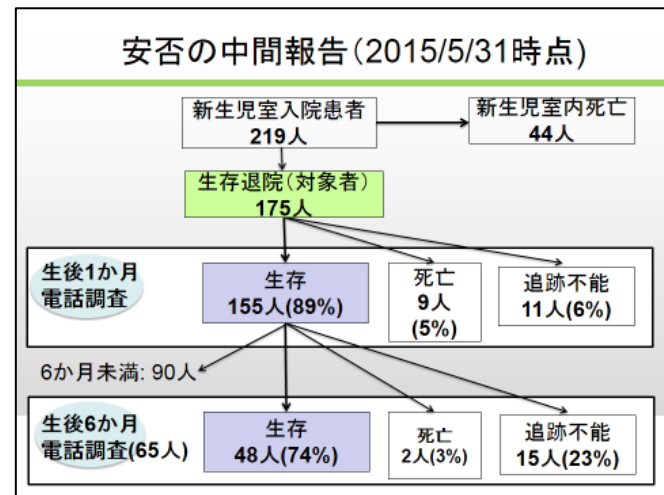 安否の中間報告(2015/5/31時点)
新生児室入院患者
219人
新生児室内死亡
44人
生存退院(対象者)
175人
生後1か月
電話調査
生存
155人(89%)
死亡
9人
(5%)
追跡不能
11人(6%)
6か月未満: 90人
生後6か月
電話調査(65人)
生存
48人(74%)
死亡
2人(3%)
追跡不能
15人(23%)